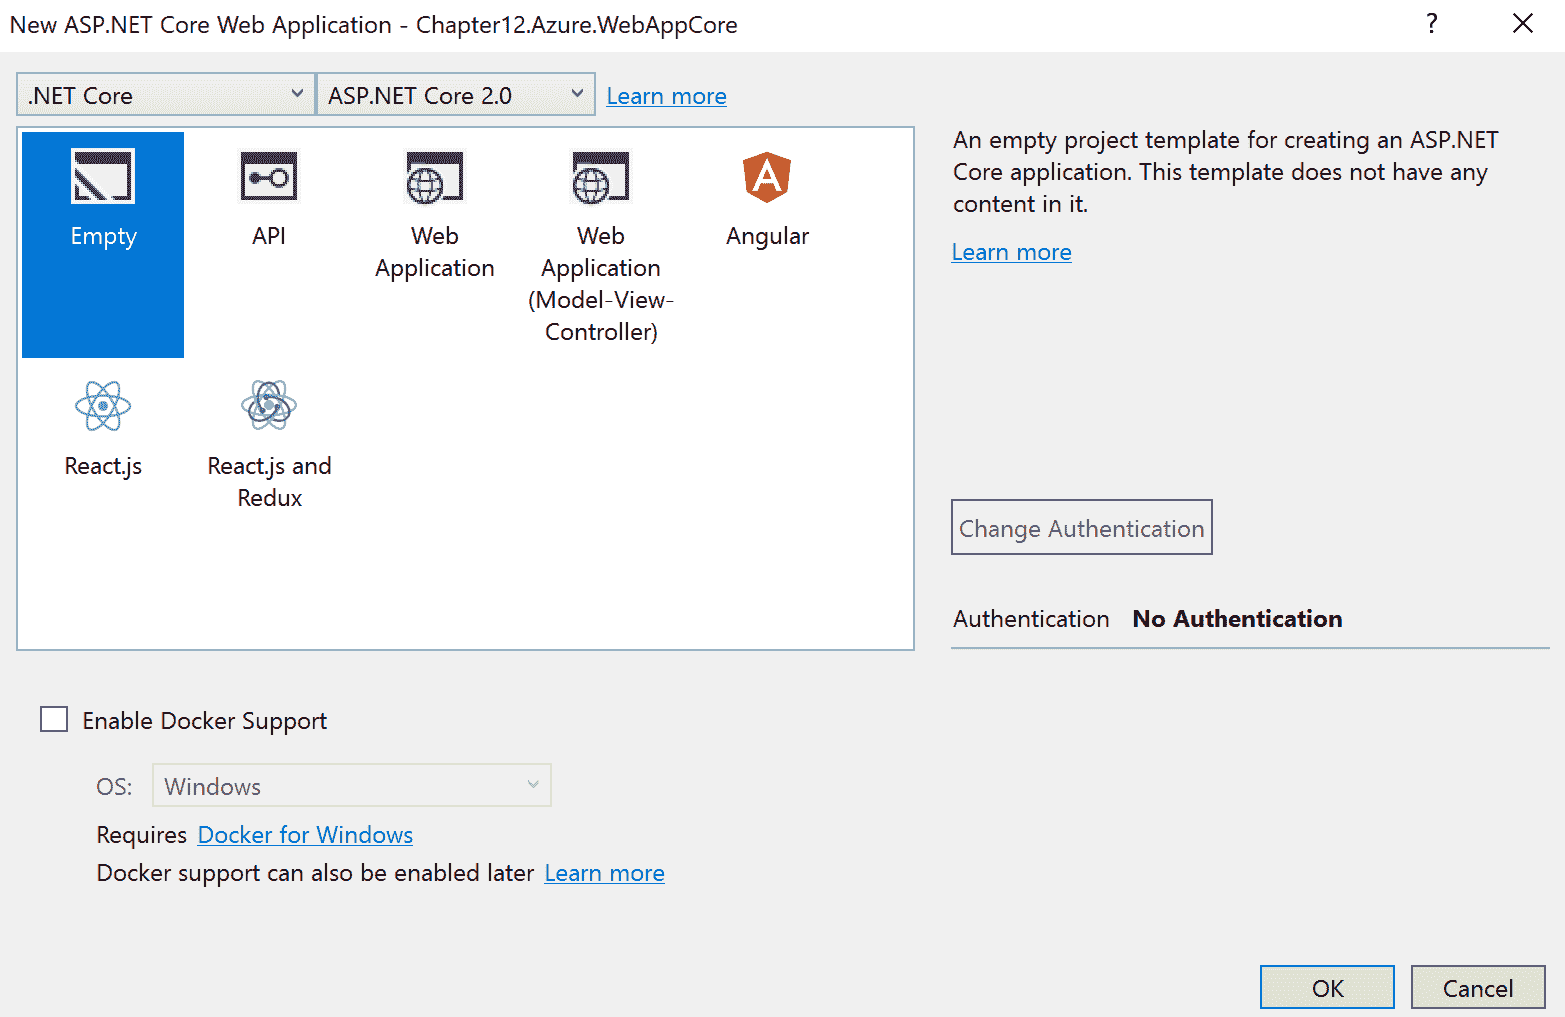 New ASP.NET Core Web Application - Chapter12.Azure.WebAppCore
?
.NET Core
ASP.NET Core 2.0
Learn more
Empty
API
Web
Application
Web
Application
(Model-View-
Controller)
Angular
React.js
React.js and
Redux
An empty project template for creating an ASP.NET
Core application. This template does not have any
content in it.
Learn more
Change Authentication
Authentication No Authentication
Enable Docker Support
OS: Windows
Requires Docker for Windows
Docker support can also be enabled later Learn more
OK
Cancel